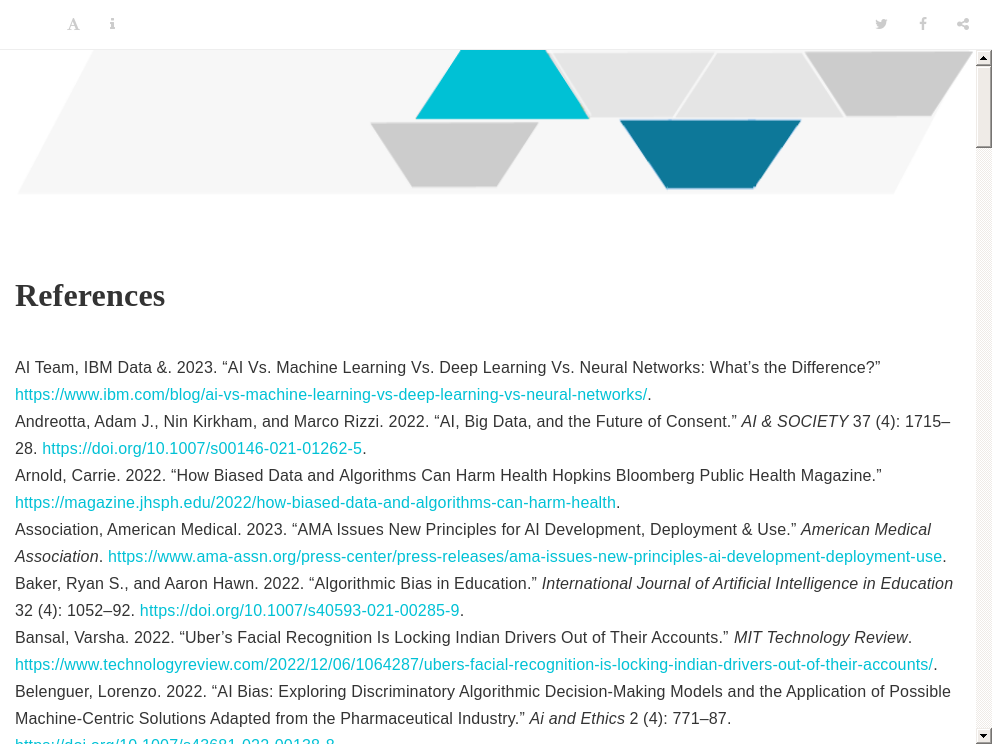 References
AI Team, IBM Data &. 2023. “AI Vs. Machine Learning Vs. Deep Learning Vs. Neural Networks: What’s the Difference?”
https://www.ibm.com/blog/ai-vs-machine-learning-vs-deep-learning-vs-neural-networks/.
Andreotta, Adam J., Nin Kirkham, and Marco Rizzi. 2022. “AI, Big Data, and the Future of Consent.” AI & SOCIETY 37 (4): 1715–
28. https://doi.org/10.1007/s00146-021-01262-5.
Arnold, Carrie. 2022. “How Biased Data and Algorithms Can Harm Health Hopkins Bloomberg Public Health Magazine.”
https://magazine.jhsph.edu/2022/how-biased-data-and-algorithms-can-harm-health.
Association, American Medical. 2023. “AMA Issues New Principles for AI Development, Deployment & Use.” American Medical
Association. https://www.ama-assn.org/press-center/press-releases/ama-issues-new-principles-ai-development-deployment-use.
Baker, Ryan S., and Aaron Hawn. 2022. “Algorithmic Bias in Education.” International Journal of Artificial Intelligence in Education
32 (4): 1052–92. https://doi.org/10.1007/s40593-021-00285-9.
Bansal, Varsha. 2022. “Uber’s Facial Recognition Is Locking Indian Drivers Out of Their Accounts.” MIT Technology Review.
https://www.technologyreview.com/2022/12/06/1064287/ubers-facial-recognition-is-locking-indian-drivers-out-of-their-accounts/.
Belenguer, Lorenzo. 2022. “AI Bias: Exploring Discriminatory Algorithmic Decision-Making Models and the Application of Possible
Machine-Centric Solutions Adapted from the Pharmaceutical Industry.” Ai and Ethics 2 (4): 771–87.
https://doi.org/10.1007/s43681-022-00138-8.